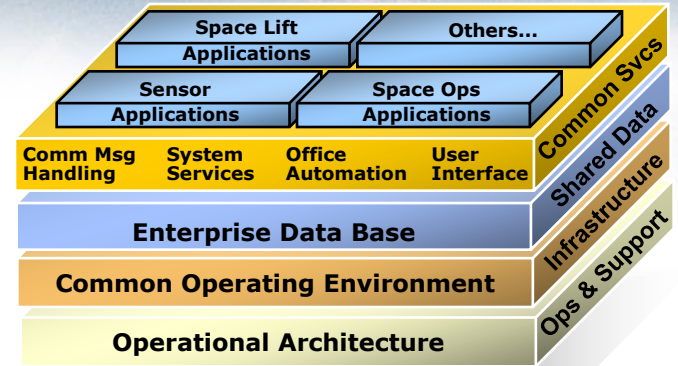 Space Lift
Applications
Others...
Sensor
Applications
Space Ops
Applications
Comm Msg
Handling
System
Services
Office
Automation
User
Interface
Common Svcs
Enterprise Data Base
Shared Data
Common Operating Environment
Infrastructure
Operational Architecture
Ops & Support